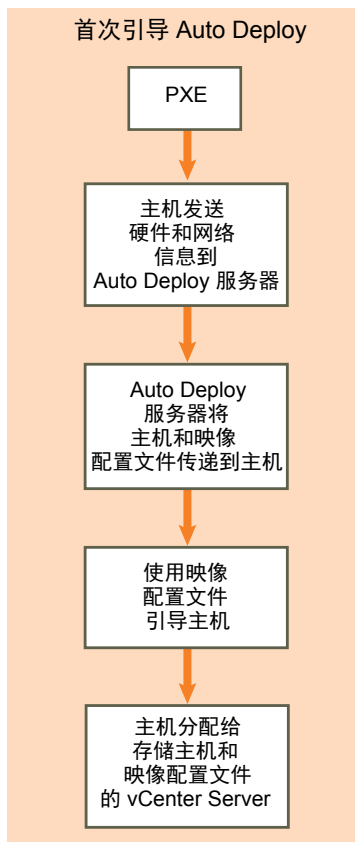 首次引导 Auto Deploy
PXE
主机发送
硬件和网络
信息到
Auto Deploy 服务器
Auto Deploy
服务器将
主机和映像
配置文件传递到主机
使用映像
配置文件
引导主机
主机分配给
存储主机和
映像配置文件
的 vCenter Server